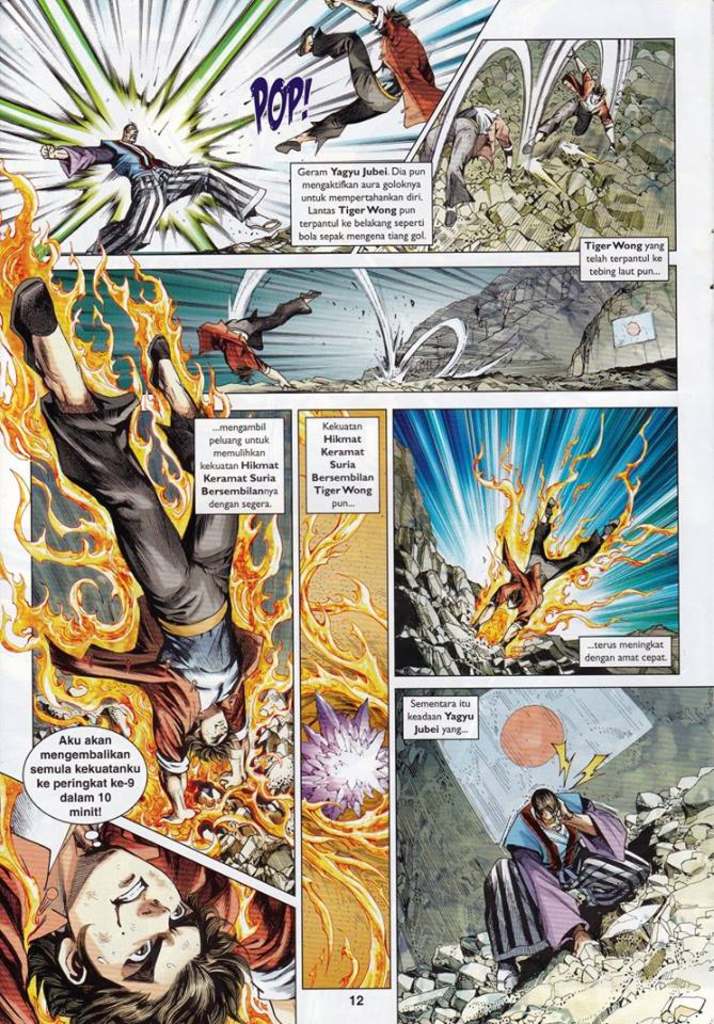 POP!
Geram Yagyu Jubei. Dia pun
mengaktifkan aura goloknya
untuk mempertahankan diri.
Lantas Tiger Wong pun
terpantul ke belakang seperti
bola sepak mengena tiang gol.
Tiger Wong yang
telah terpantul ke
tebing laut pun...
...mengambil
peluang untuk
memulihkan
kekuatan Hikmat
Keramat Suria
Bersembilannya
dengan segera.
Kekuatan
Hikmat
Keramat
Suria
Bersembilan
Tiger Wong
pun...
...terus meningkat
dengan amat cepat.
Aku akan
mengembalikan
semula kekuatanku
ke peringkat ke-9
dalam 10
minit!
Sementara itu
keadaan Yagyu
Jubei yang...
12